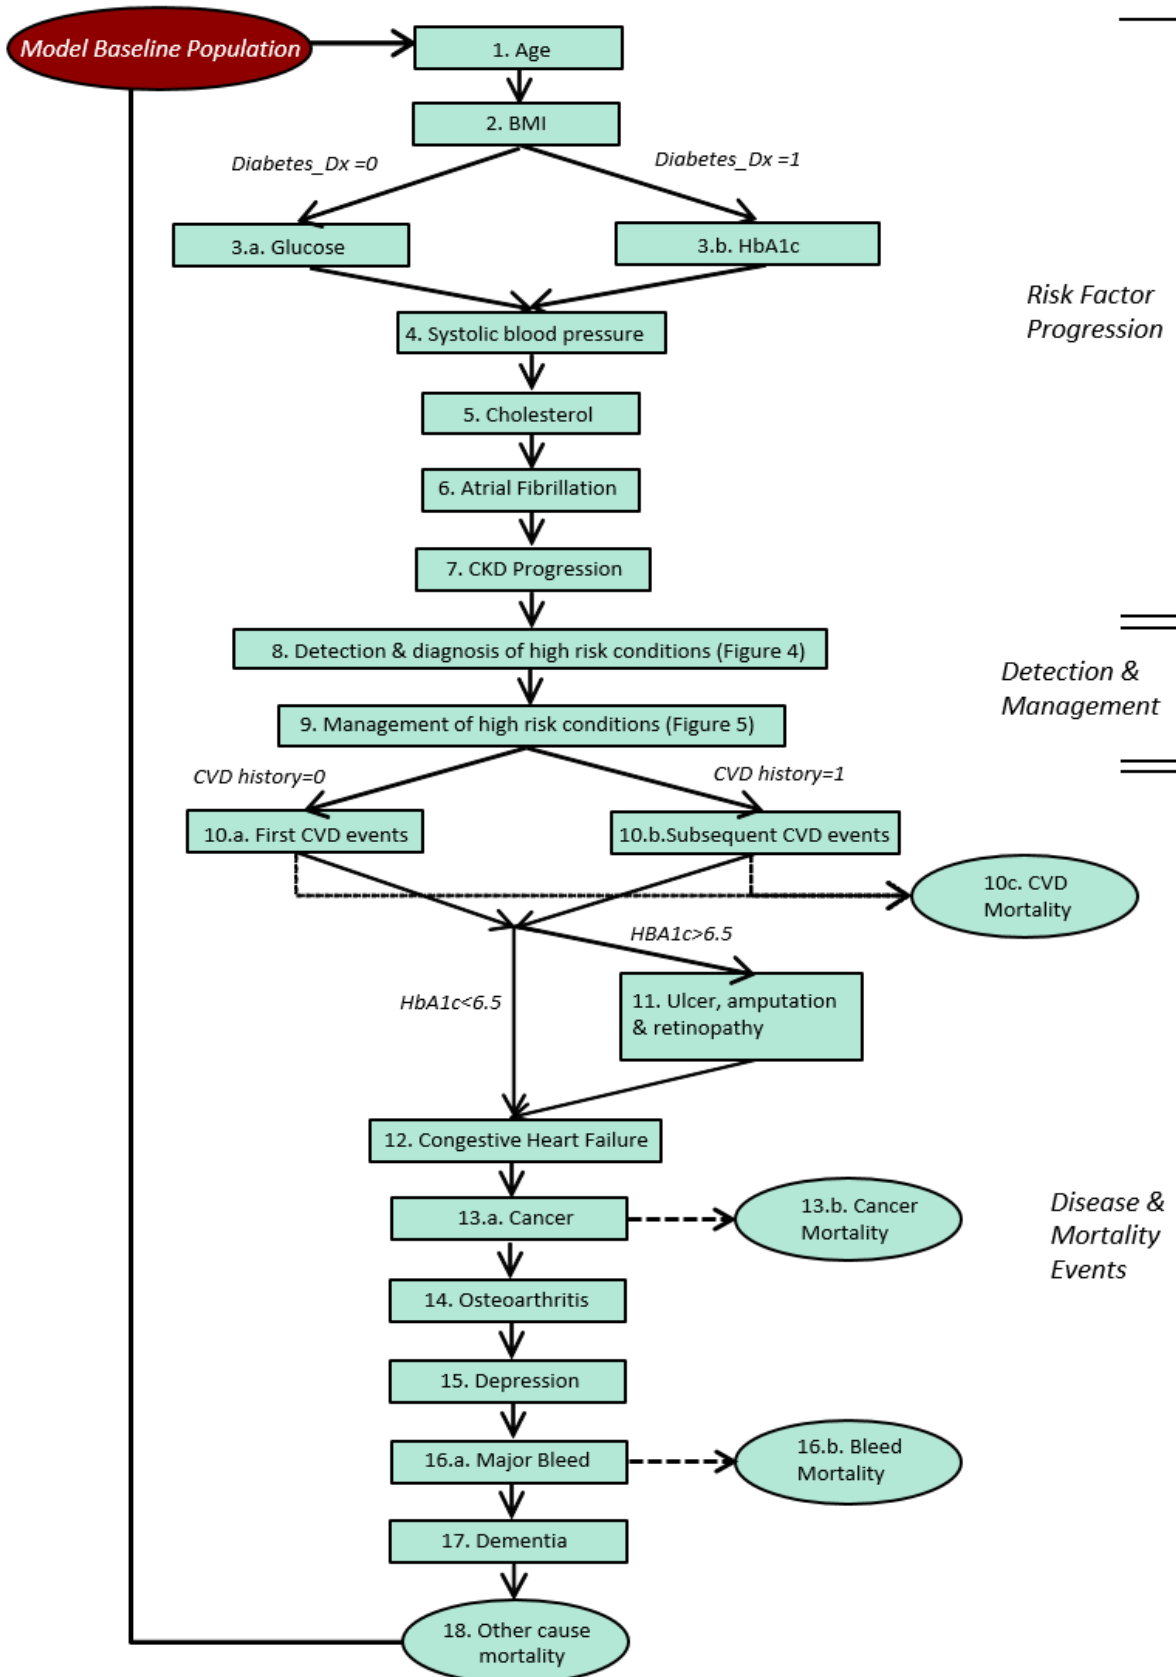 Model Baseline Population
1. Age
2. BMI
Diabetes_Dx =0
Diabetes_Dx =1
3.a. Glucose
3.b. HbA1c
Risk Factor
Progression
4. Systolic blood pressure
5. Cholesterol
6. Atrial Fibrillation
7. CKD Progression
8. Detection & diagnosis of high risk conditions (Figure 4)
Detection &
Management
9. Management of high risk conditions (Figure 5)
CVD history=0
CVD history=1
10.a. First CVD events
10.b.Subsequent CVD events
10c. CVD
Mortality
HBA1c>6.5
HbA1c<6.5
11. Ulcer, amputation
& retinopathy
12. Congestive Heart Failure
13.a. Cancer
13.b. Cancer
Mortality
Disease &
Mortality
Events
14. Osteoarthritis
15. Depression
16.a. Major Bleed
16.b. Bleed
Mortality
17. Dementia
18. Other cause
mortality